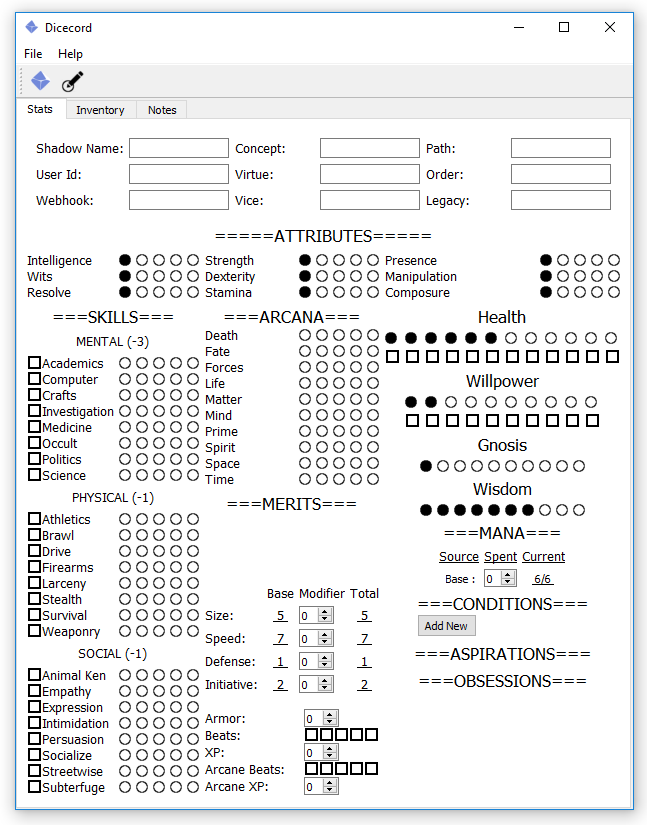 Dicecord
File Help
Stats Inventory Notes
Shadow Name: Concept: Path:
User Id: Virtue: Order:
Webhook: Vice: Legacy:
=====ATTRIBUTES=====
Intelligence Strength Presence
Wits Dexterity Manipulation
Resolve Stamina Composure
===SKILLS===
MENTAL (-3)
Academics
Computer
Crafts
Investigation
Medicine
Occult
Politics
Science
PHYSICAL (-1)
Athletics
Brawl
Drive
Firearms
Larceny
Stealth
Survival
Weaponry
SOCIAL (-1)
Animal Ken
Empathy
Expression
Intimidation
Persuasion
Socialize
Streetwise
Subterfuge
===ARCANA===
Death
Fate
Forces
Life
Matter
Mind
Prime
Spirit
Space
Time
===MERITS===
Base Modifier Total
Size: 5 0 5
Speed: 7 0 7
Defense: 1 0 1
Initiative: 2 0 2
Armor: 0
Beats:
XP: 0
Arcane Beats:
Arcane XP: 0
Health
Willpower
Gnosis
Wisdom
===MANA===
Source Spent Current
Base : 0 6/6
===CONDITIONS===
Add New
===ASPIRATIONS===
===OBSESSIONS===